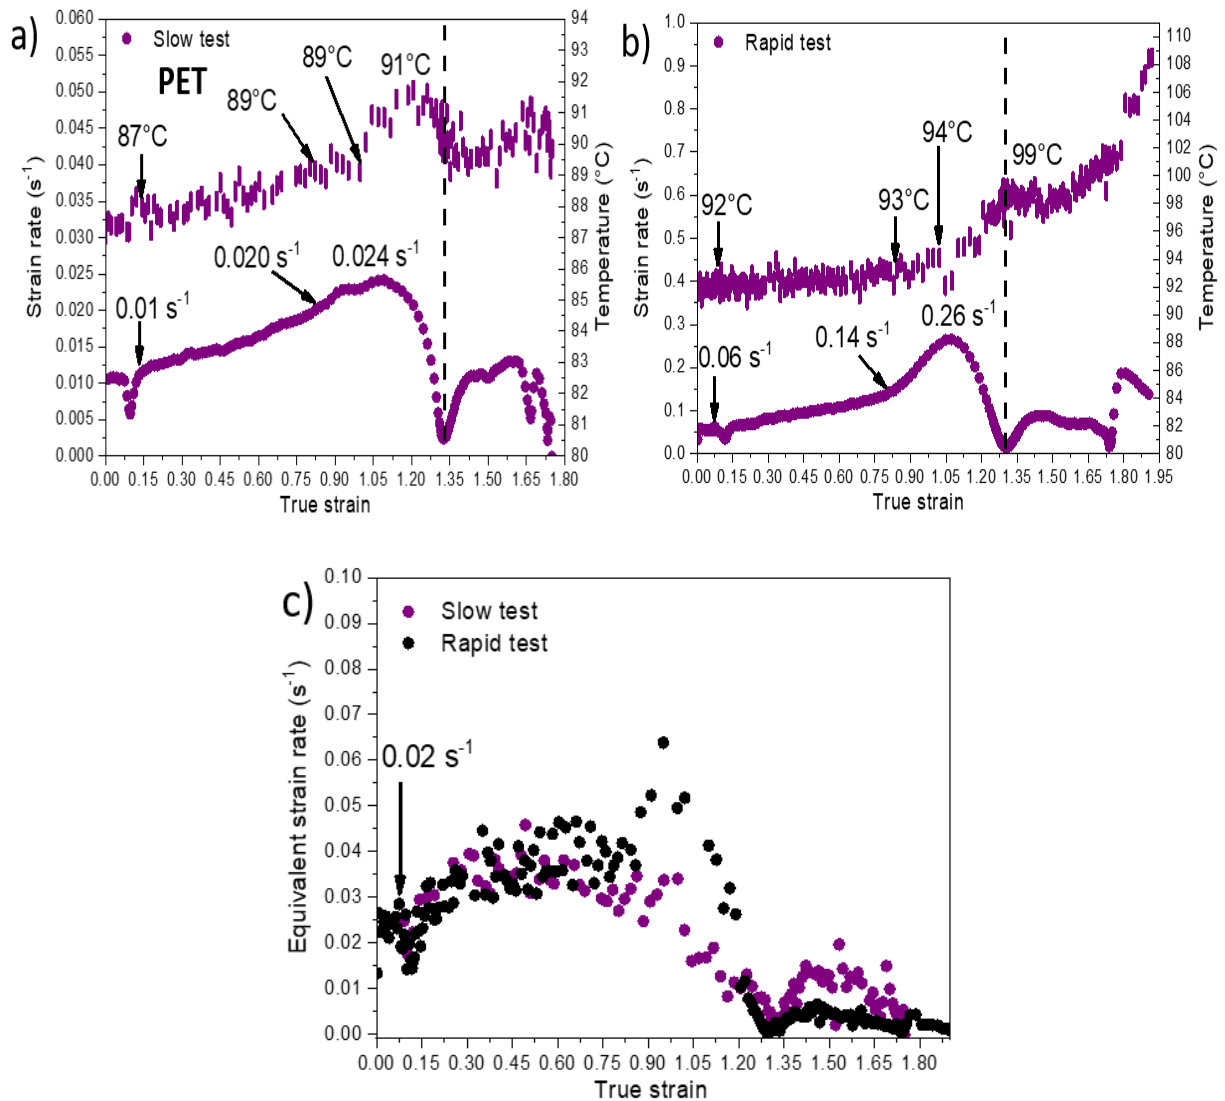 a)
Slow test
PET
87°C
89°C
89°C
91°C
0.01 s⁻¹
0.020 s⁻¹
0.024 s⁻¹
0.060
0.055
0.050
0.045
0.040
0.035
0.030
0.025
0.020
0.015
0.010
0.005
0.000
Strain rate (s⁻¹)
94
93
92
91
90
89
88
87
86
85
84
83
82
81
80
Temperature (°C)
0.00 0.15 0.30 0.45 0.60 0.75 0.90 1.05 1.20 1.35 1.50 1.65 1.80
True strain
b)
Rapid test
92°C
93°C
94°C
99°C
0.06 s⁻¹
0.14 s⁻¹
0.26 s⁻¹
1.0
0.9
0.8
0.7
0.6
0.5
0.4
0.3
0.2
0.1
0.0
Strain rate (s⁻¹)
110
108
106
104
102
100
98
96
94
92
90
88
86
84
82
80
Temperature (°C)
0.00 0.15 0.30 0.45 0.60 0.75 0.90 1.05 1.20 1.35 1.50 1.65 1.80 1.95
True strain
c)
Slow test
Rapid test
0.02 s⁻¹
0.10
0.09
0.08
0.07
0.06
0.05
0.04
0.03
0.02
0.01
0.00
Equivalent strain rate (s⁻¹)
0.00 0.15 0.30 0.45 0.60 0.75 0.90 1.05 1.20 1.35 1.50 1.65 1.80
True strain